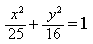 x²/25 + y²/16 = 1